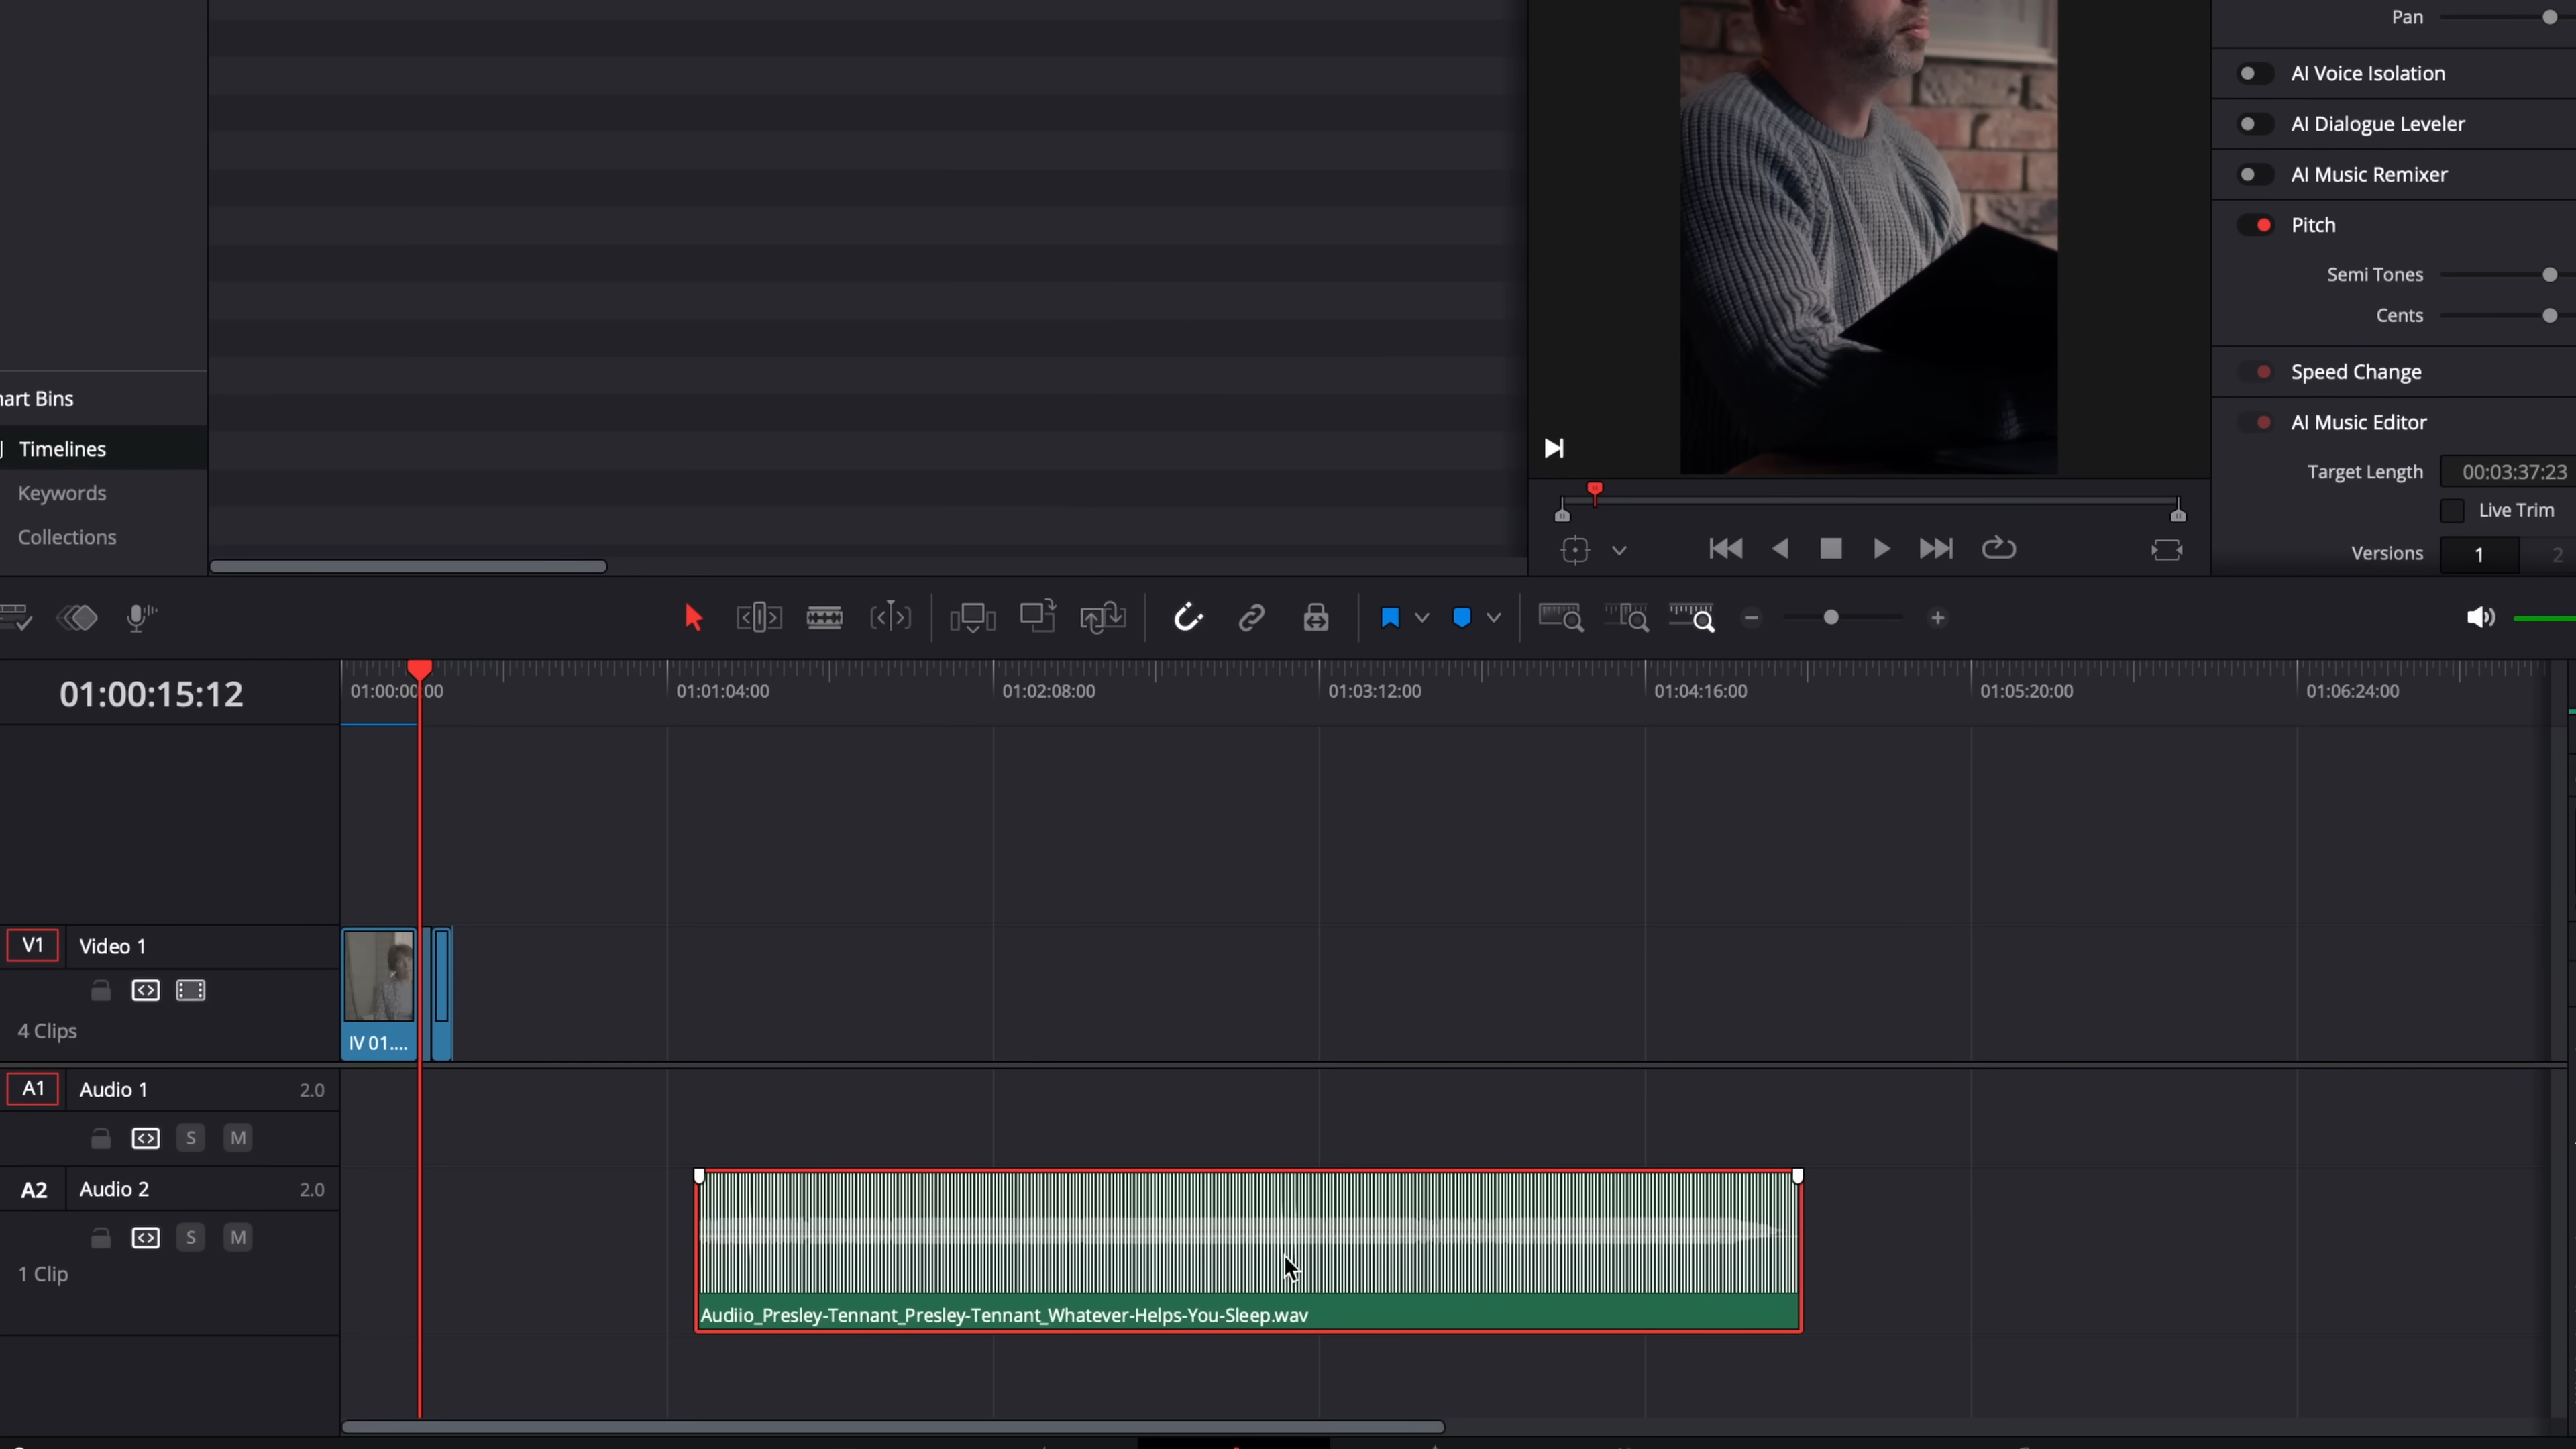 Pan
AI Voice Isolation
AI Dialogue Leveler
AI Music Remixer
Pitch
Semi Tones
Cents
Speed Change
AI Music Editor
Target Length 00:03:37:23
Live Trim
Versions 1 2
art Bins
Timelines
Keywords
Collections
01:00:15:12
01:00:00:00 01:01:04:00 01:02:08:00 01:03:12:00 01:04:16:00 01:05:20:00 01:06:24:00
V1 Video 1
4 Clips
IV 01....
A1 Audio 1 2.0
S M
A2 Audio 2 2.0
S M
1 Clip
Audiio_Presley-Tennant_Presley-Tennant_Whatever-Helps-You-Sleep.wav